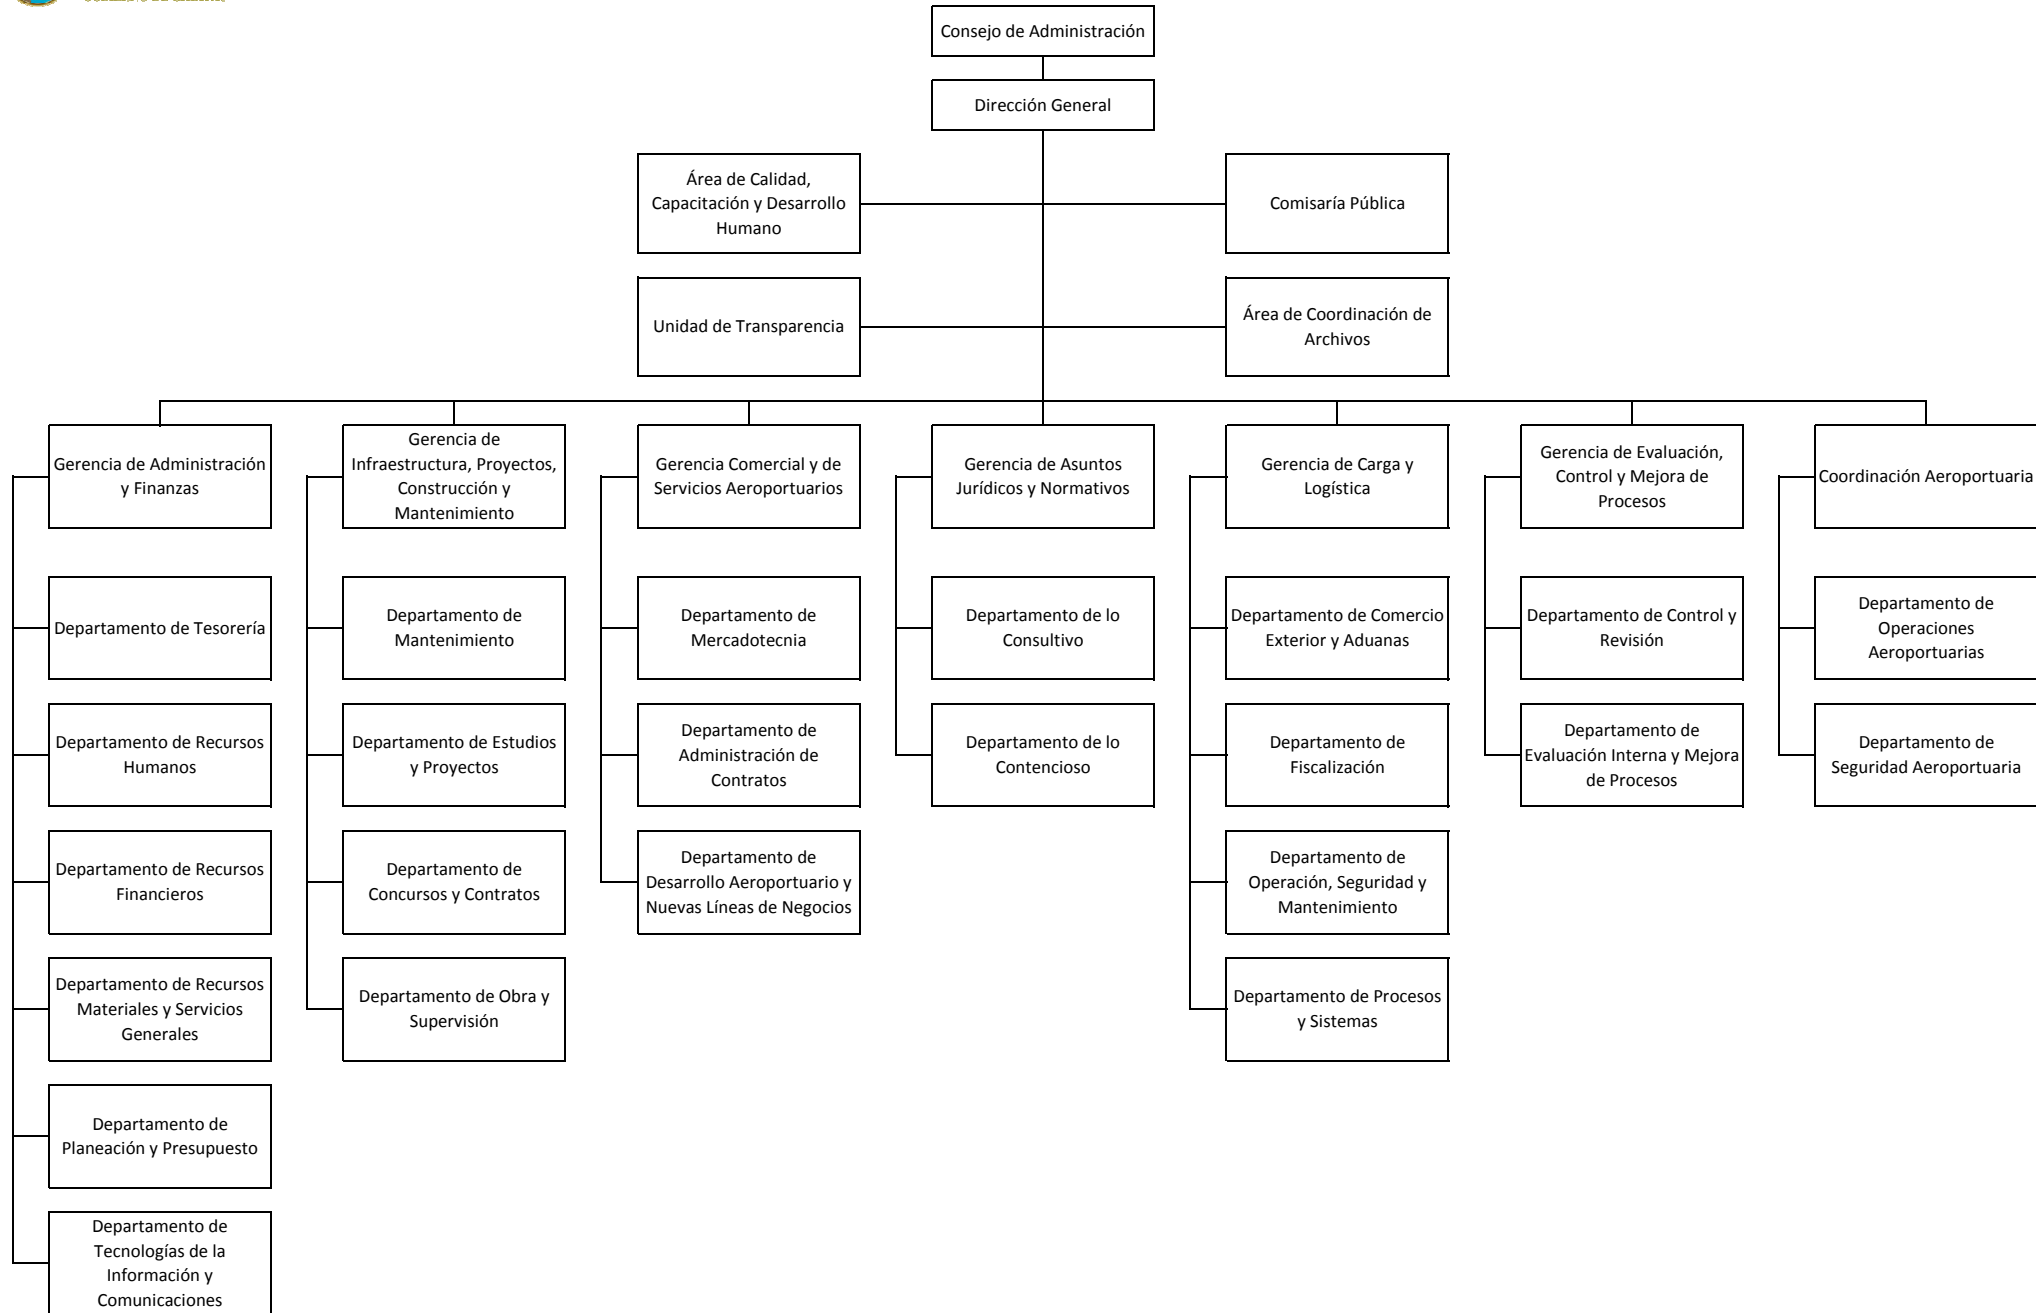 Consejo de Administración
Dirección General
Área de Calidad,
Capacitación y Desarrollo
Humano
Comisaría Pública
Unidad de Transparencia
Área de Coordinación de
Archivos
Gerencia de Administración
y Finanzas
Gerencia de
Infraestructura, Proyectos,
Construcción y
Mantenimiento
Gerencia Comercial y de
Servicios Aeroportuarios
Gerencia de Asuntos
Jurídicos y Normativos
Gerencia de Carga y
Logística
Gerencia de Evaluación,
Control y Mejora de
Procesos
Coordinación Aeroportuaria
Departamento de Tesorería
Departamento de
Mantenimiento
Departamento de
Mercadotecnia
Departamento de lo
Consultivo
Departamento de Comercio
Exterior y Aduanas
Departamento de Control y
Revisión
Departamento de
Operaciones
Aeroportuarias
Departamento de Recursos
Humanos
Departamento de Estudios
y Proyectos
Departamento de
Administración de
Contratos
Departamento de lo
Contencioso
Departamento de
Fiscalización
Departamento de
Evaluación Interna y Mejora
de Procesos
Departamento de
Seguridad Aeroportuaria
Departamento de Recursos
Financieros
Departamento de
Concursos y Contratos
Departamento de
Desarrollo Aeroportuario y
Nuevas Líneas de Negocios
Departamento de
Operación, Seguridad y
Mantenimiento
Departamento de Recursos
Materiales y Servicios
Generales
Departamento de Obra y
Supervisión
Departamento de Procesos
y Sistemas
Departamento de
Planeación y Presupuesto
Departamento de
Tecnologías de la
Información y
Comunicaciones